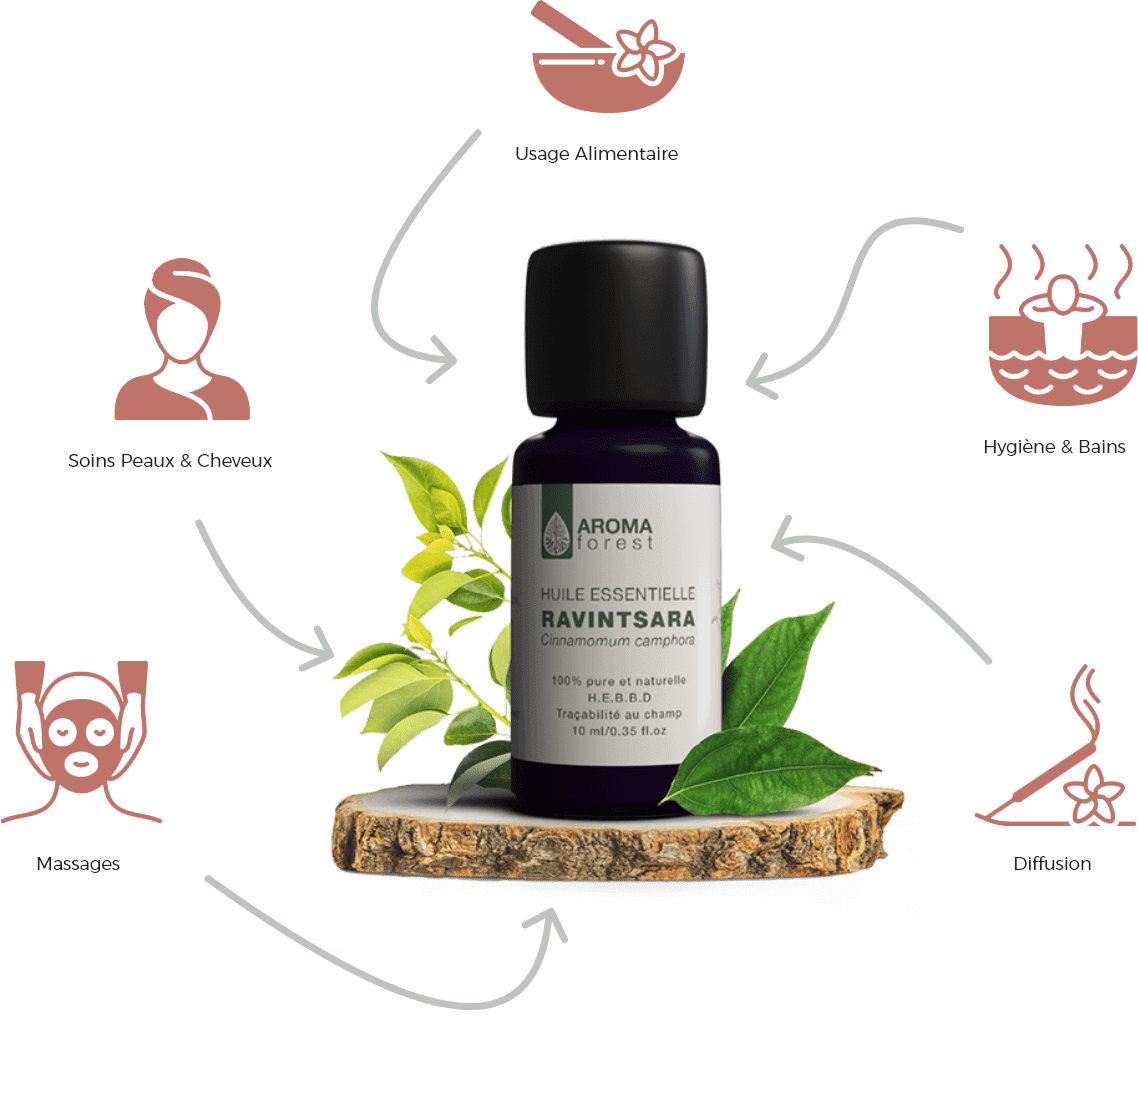 Usage Alimentaire
Hygiène & Bains
Soins Peaux & Cheveux
AROMA
forest
HUILE ESSENTIELLE
RAVINTSARA
Cinnamomum camphora
100% pure et naturelle
H.E.B.B.D
Traçabilité au champ
10 ml/0.35 fl.oz
Massages
Diffusion